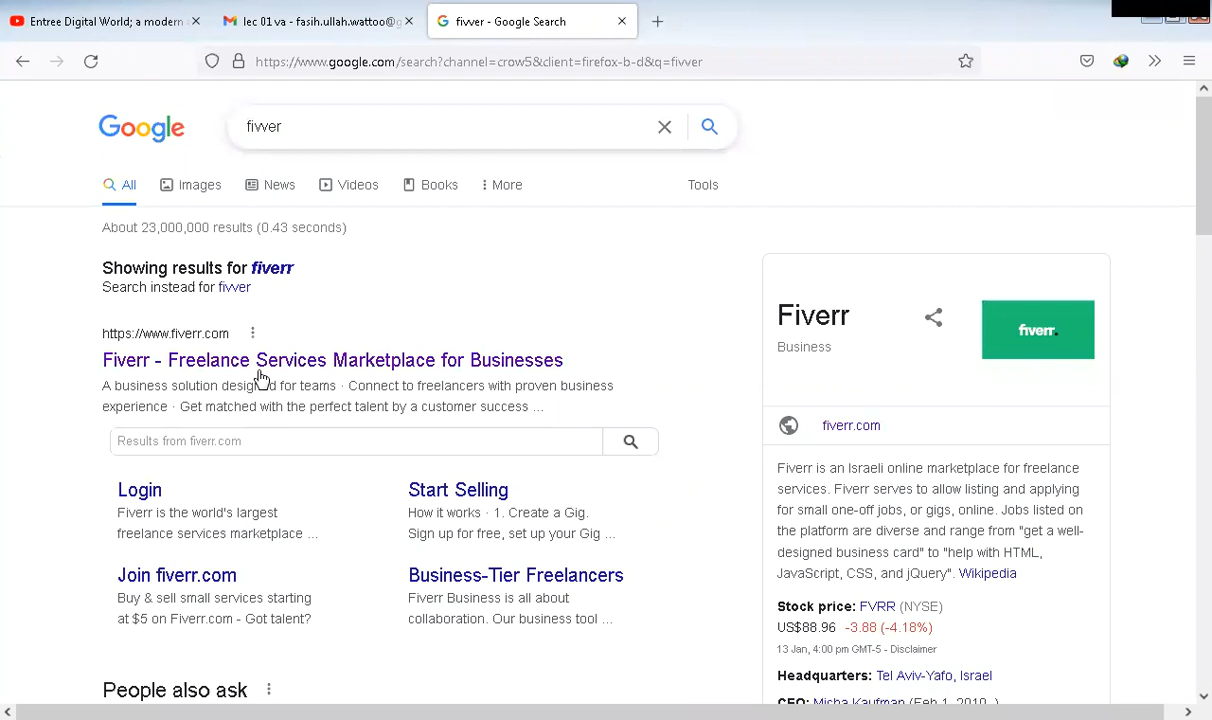 Entree Digital World; a modern
lec 01 va - fasih.ullah.wattoo@g
fivver - Google Search
https://www.google.com/search?channel=crow5&client=firefox-b-d&q=fivver
Google
fivver
All
Images
News
Videos
Books
More
Tools
About 23,000,000 results (0.43 seconds)
Showing results for fiverr
Search instead for fivver
https://www.fiverr.com
Fiverr - Freelance Services Marketplace for Businesses
A business solution designed for teams · Connect to freelancers with proven business
experience · Get matched with the perfect talent by a customer success ...
Results from fiverr.com
Login
Fiverr is the world's largest
freelance services marketplace ...
Start Selling
How it works · 1. Create a Gig.
Sign up for free, set up your Gig ...
Join fiverr.com
Buy & sell small services starting
at $5 on Fiverr.com - Got talent?
Business-Tier Freelancers
Fiverr Business is all about
collaboration. Our business tool ...
People also ask
Fiverr
Business
fiverr.
fiverr.com
Fiverr is an Israeli online marketplace for freelance
services. Fiverr serves to allow listing and applying
for small one-off jobs, or gigs, online. Jobs listed on
the platform are diverse and range from "get a well-
designed business card" to "help with HTML,
JavaScript, CSS, and jQuery". Wikipedia
Stock price: FVRR (NYSE)
US$88.96 -3.88 (-4.18%)
13 Jan, 4:00 pm GMT-5 - Disclaimer
Headquarters: Tel Aviv-Yafo, Israel
CEO: Micha Kaufman (Feb 1, 2010–)